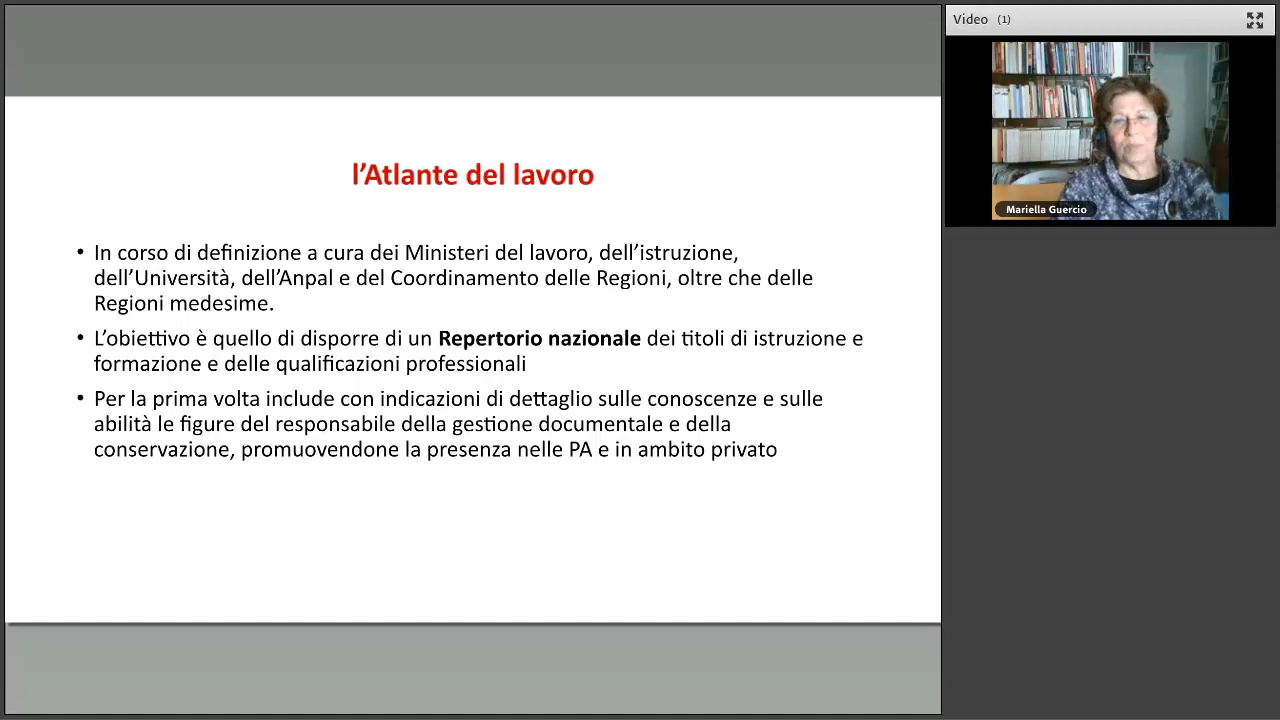 Video (1)
Mariella Guercio
l’Atlante del lavoro
• In corso di definizione a cura dei Ministeri del lavoro, dell’istruzione,
dell’Università, dell’Anpal e del Coordinamento delle Regioni, oltre che delle
Regioni medesime.
• L’obiettivo è quello di disporre di un Repertorio nazionale dei titoli di istruzione e
formazione e delle qualificazioni professionali
• Per la prima volta include con indicazioni di dettaglio sulle conoscenze e sulle
abilità le figure del responsabile della gestione documentale e della
conservazione, promuovendone la presenza nelle PA e in ambito privato